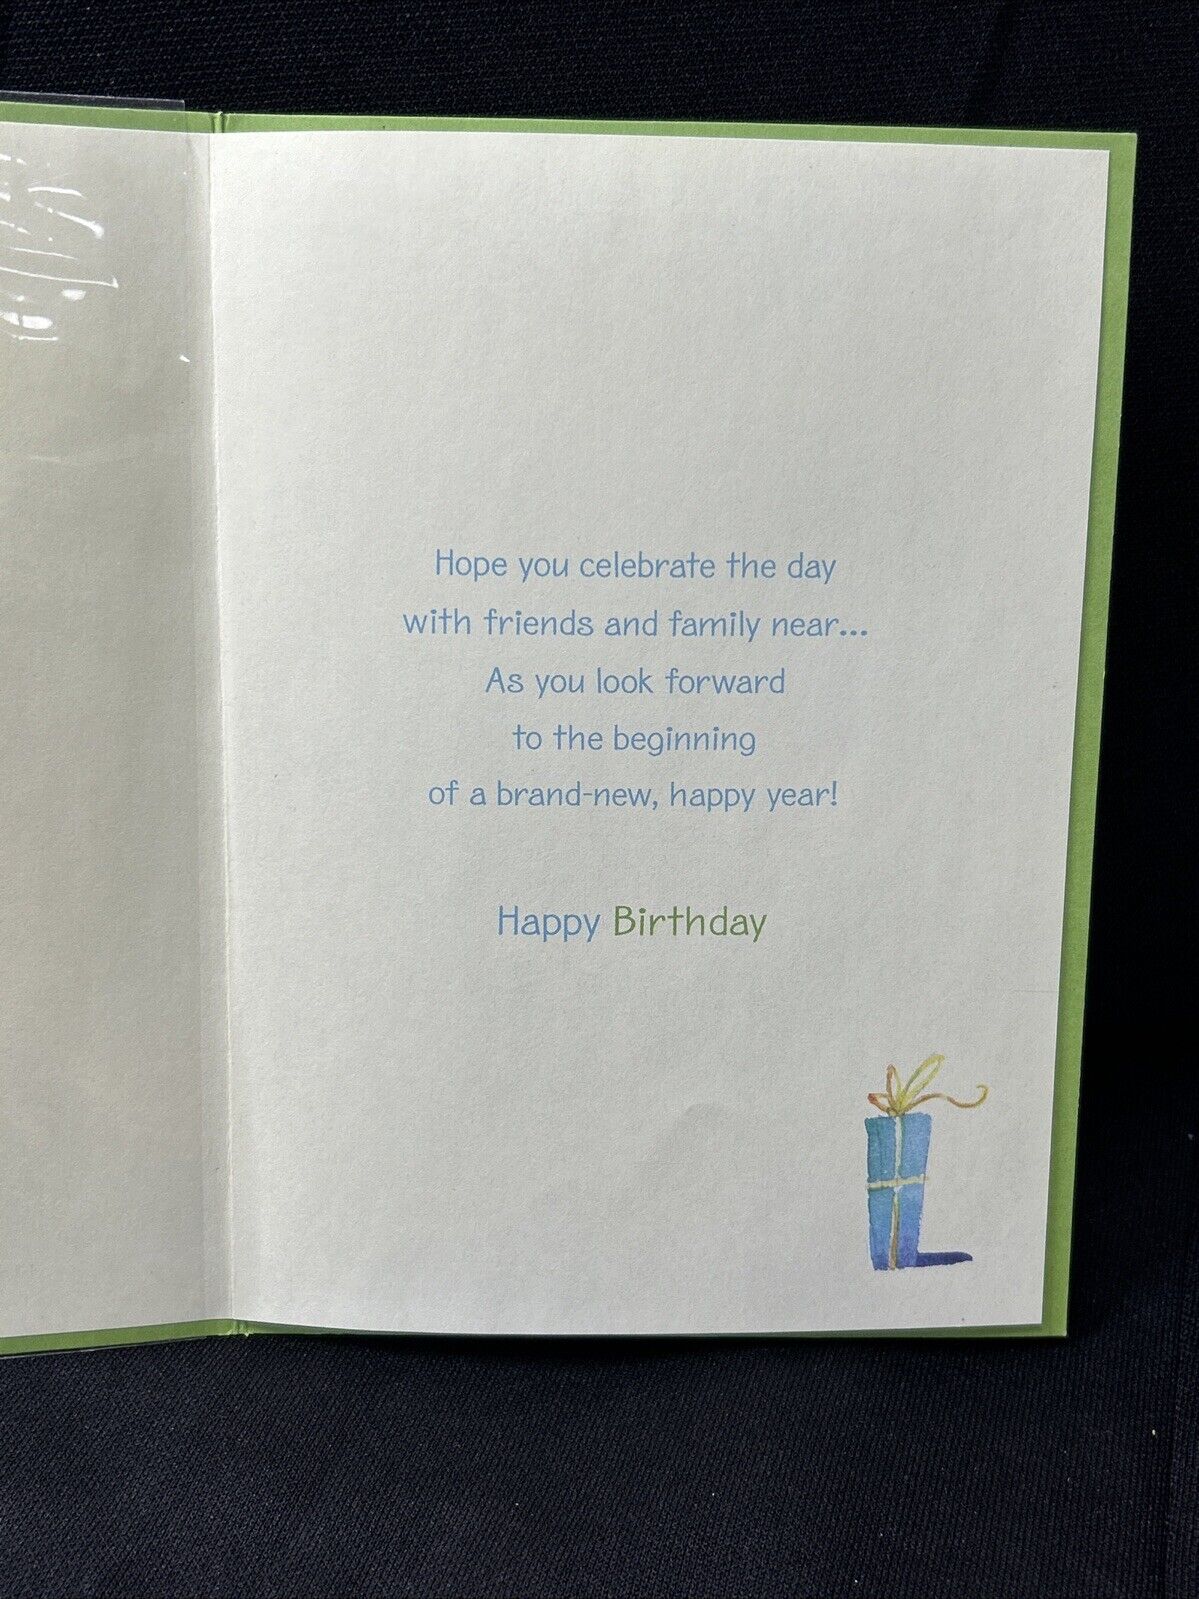 Hope you celebrate the day
with friends and family near...
As you look forward
to the beginning
of a brand-new, happy year!
Happy Birthday